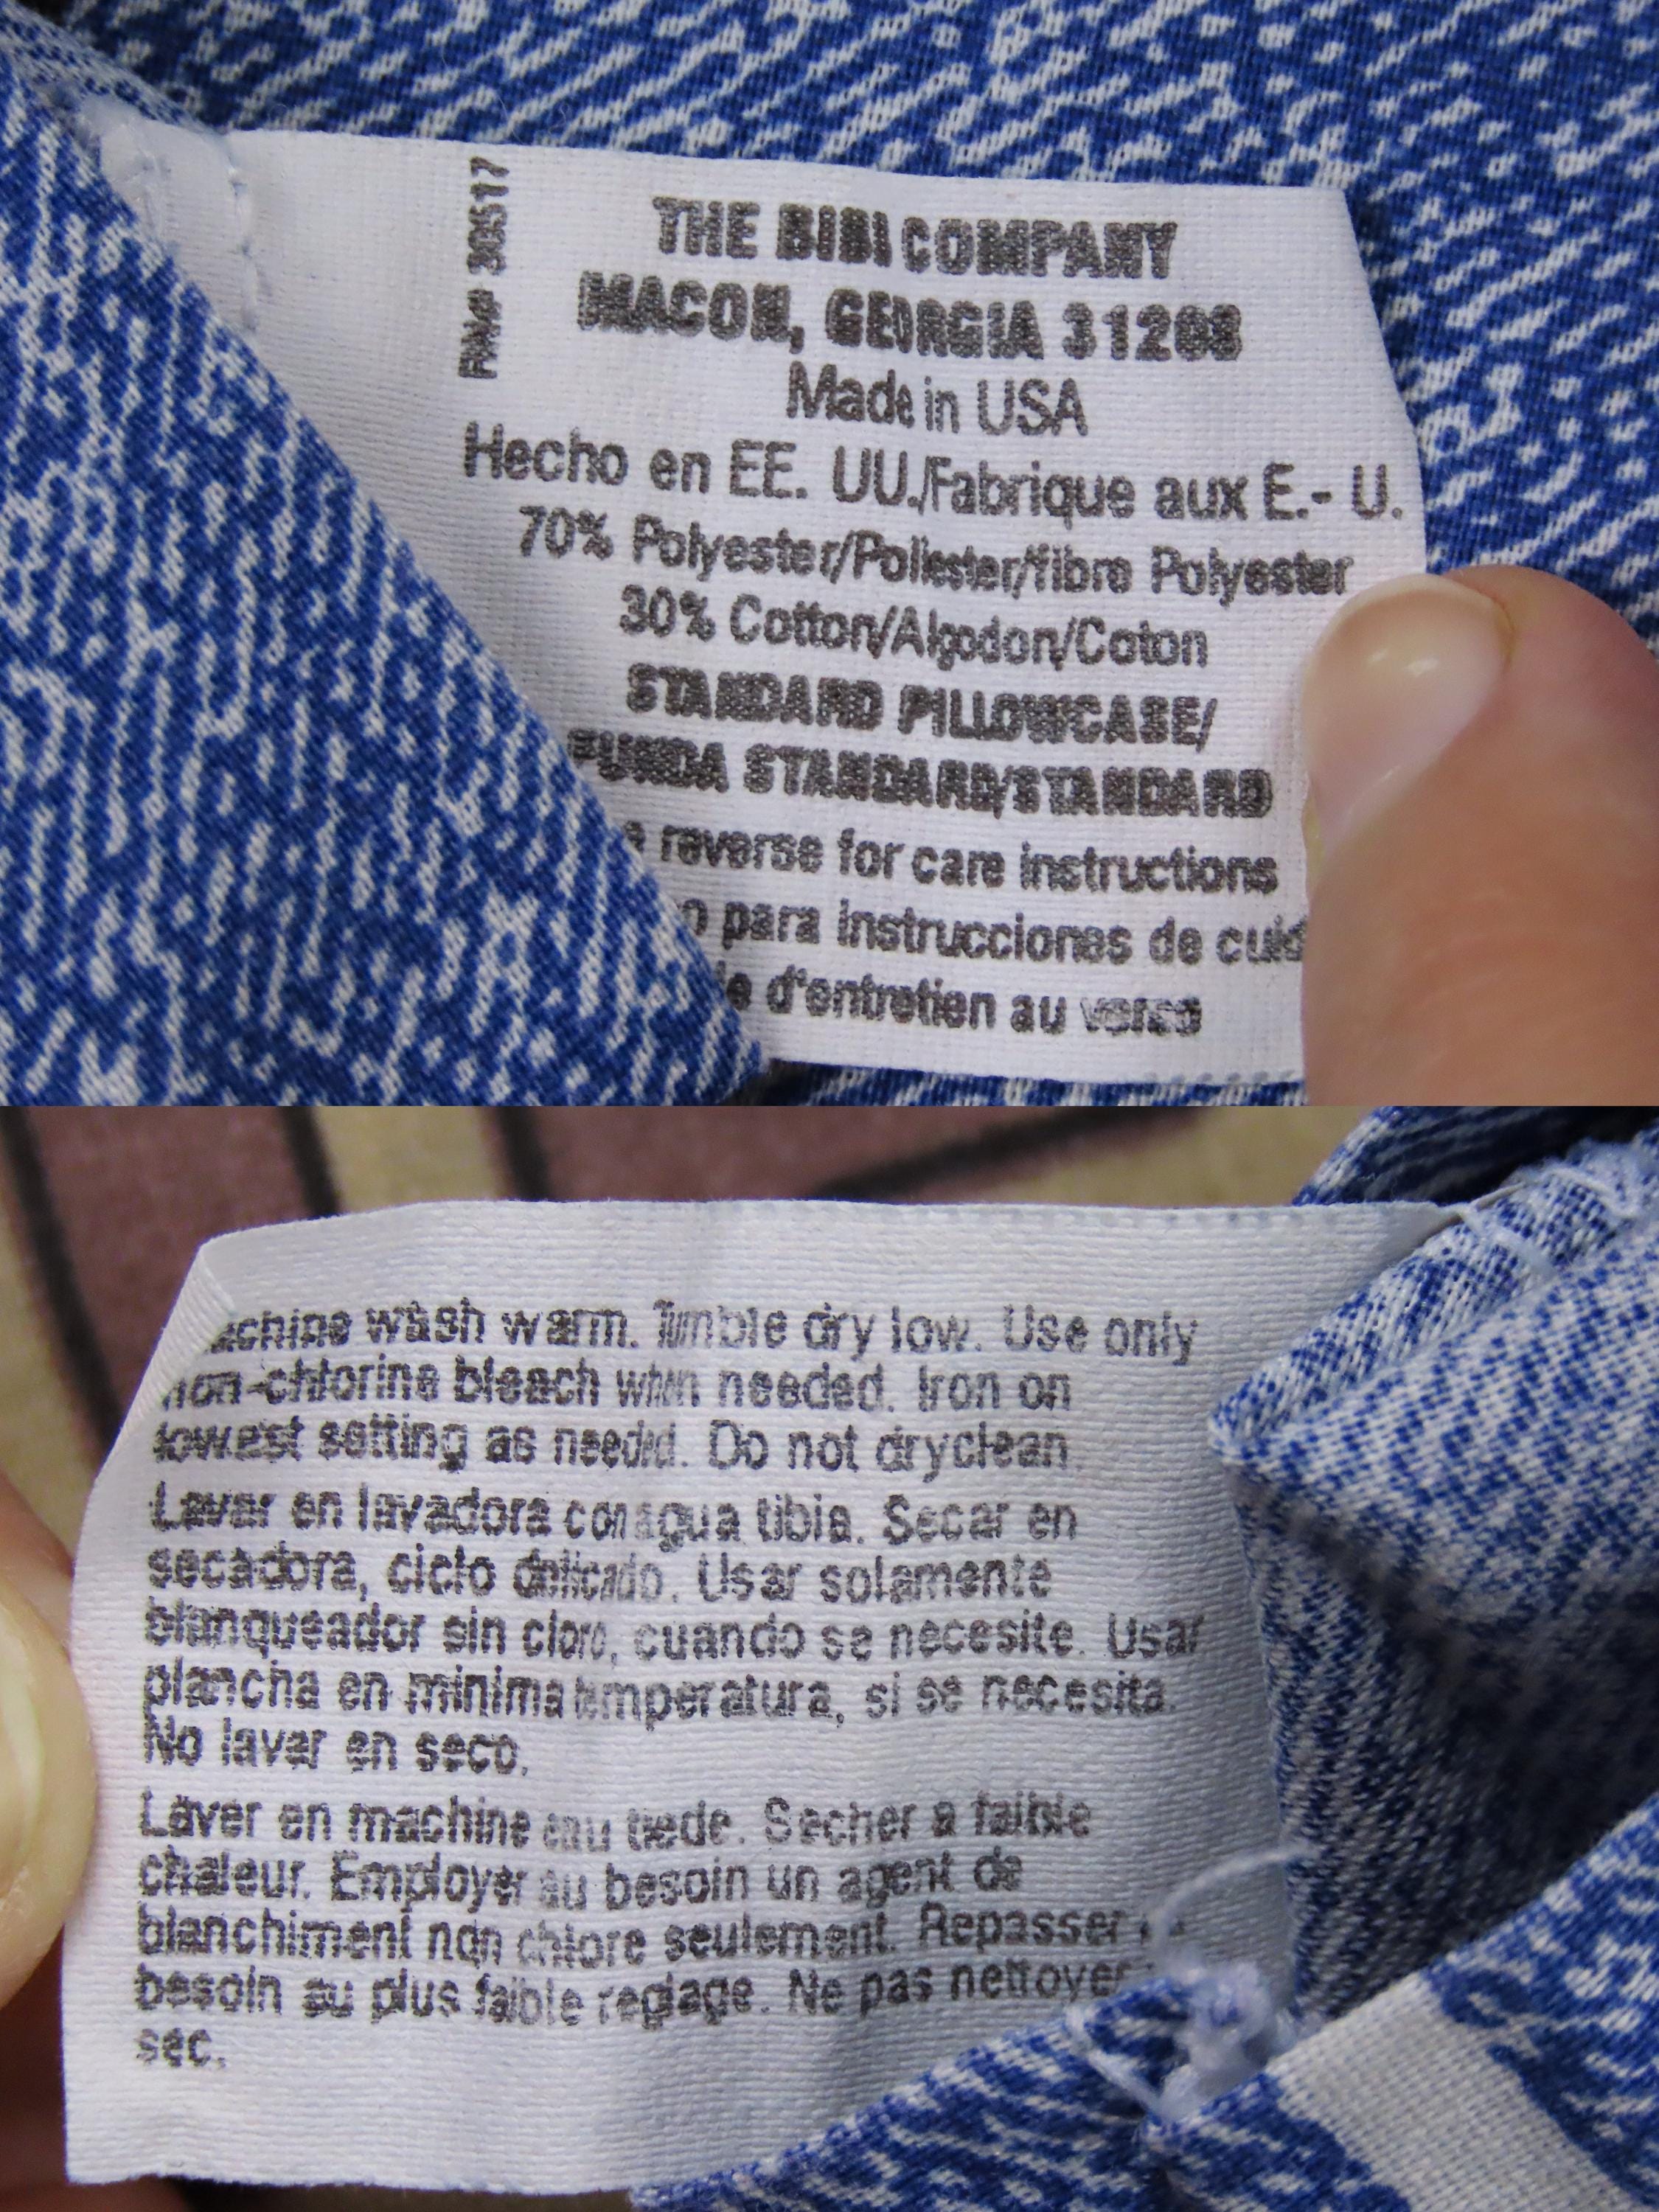 THE BIBI COMPANY
MACON, GEORGIA 31208
Made in USA
Hecho en EE. UU./Fabrique aux E.- U.
70% Polyester/Poliester/fibre Polyester
30% Cotton/Algodon/Coton
STANDARD PILLOWCASE/
FUNDA STANDARD/STANDARD
reverse for care instructions
para instrucciones de
d'entretien au verso
wash warm. Tumble dry low. Use only
non-chlorine bleach when needed. Iron on
lowest setting as needed. Do not dryclean.
Lavar en lavadora con agua tibia. Secar en
secadora, ciclo delicado. Usar solamente
blanqueador sin cloro, cuando se necesite. Usar
plancha en minima temperatura, si se necesita.
No lavar en seco.
Laver en machine eau tiede. Secher a faible
chaleur. Employer au besoin un agent de
blanchiment non chlore seulement. Repasser
besoin au plus faible reglage. Ne pas nettoyer
sec.